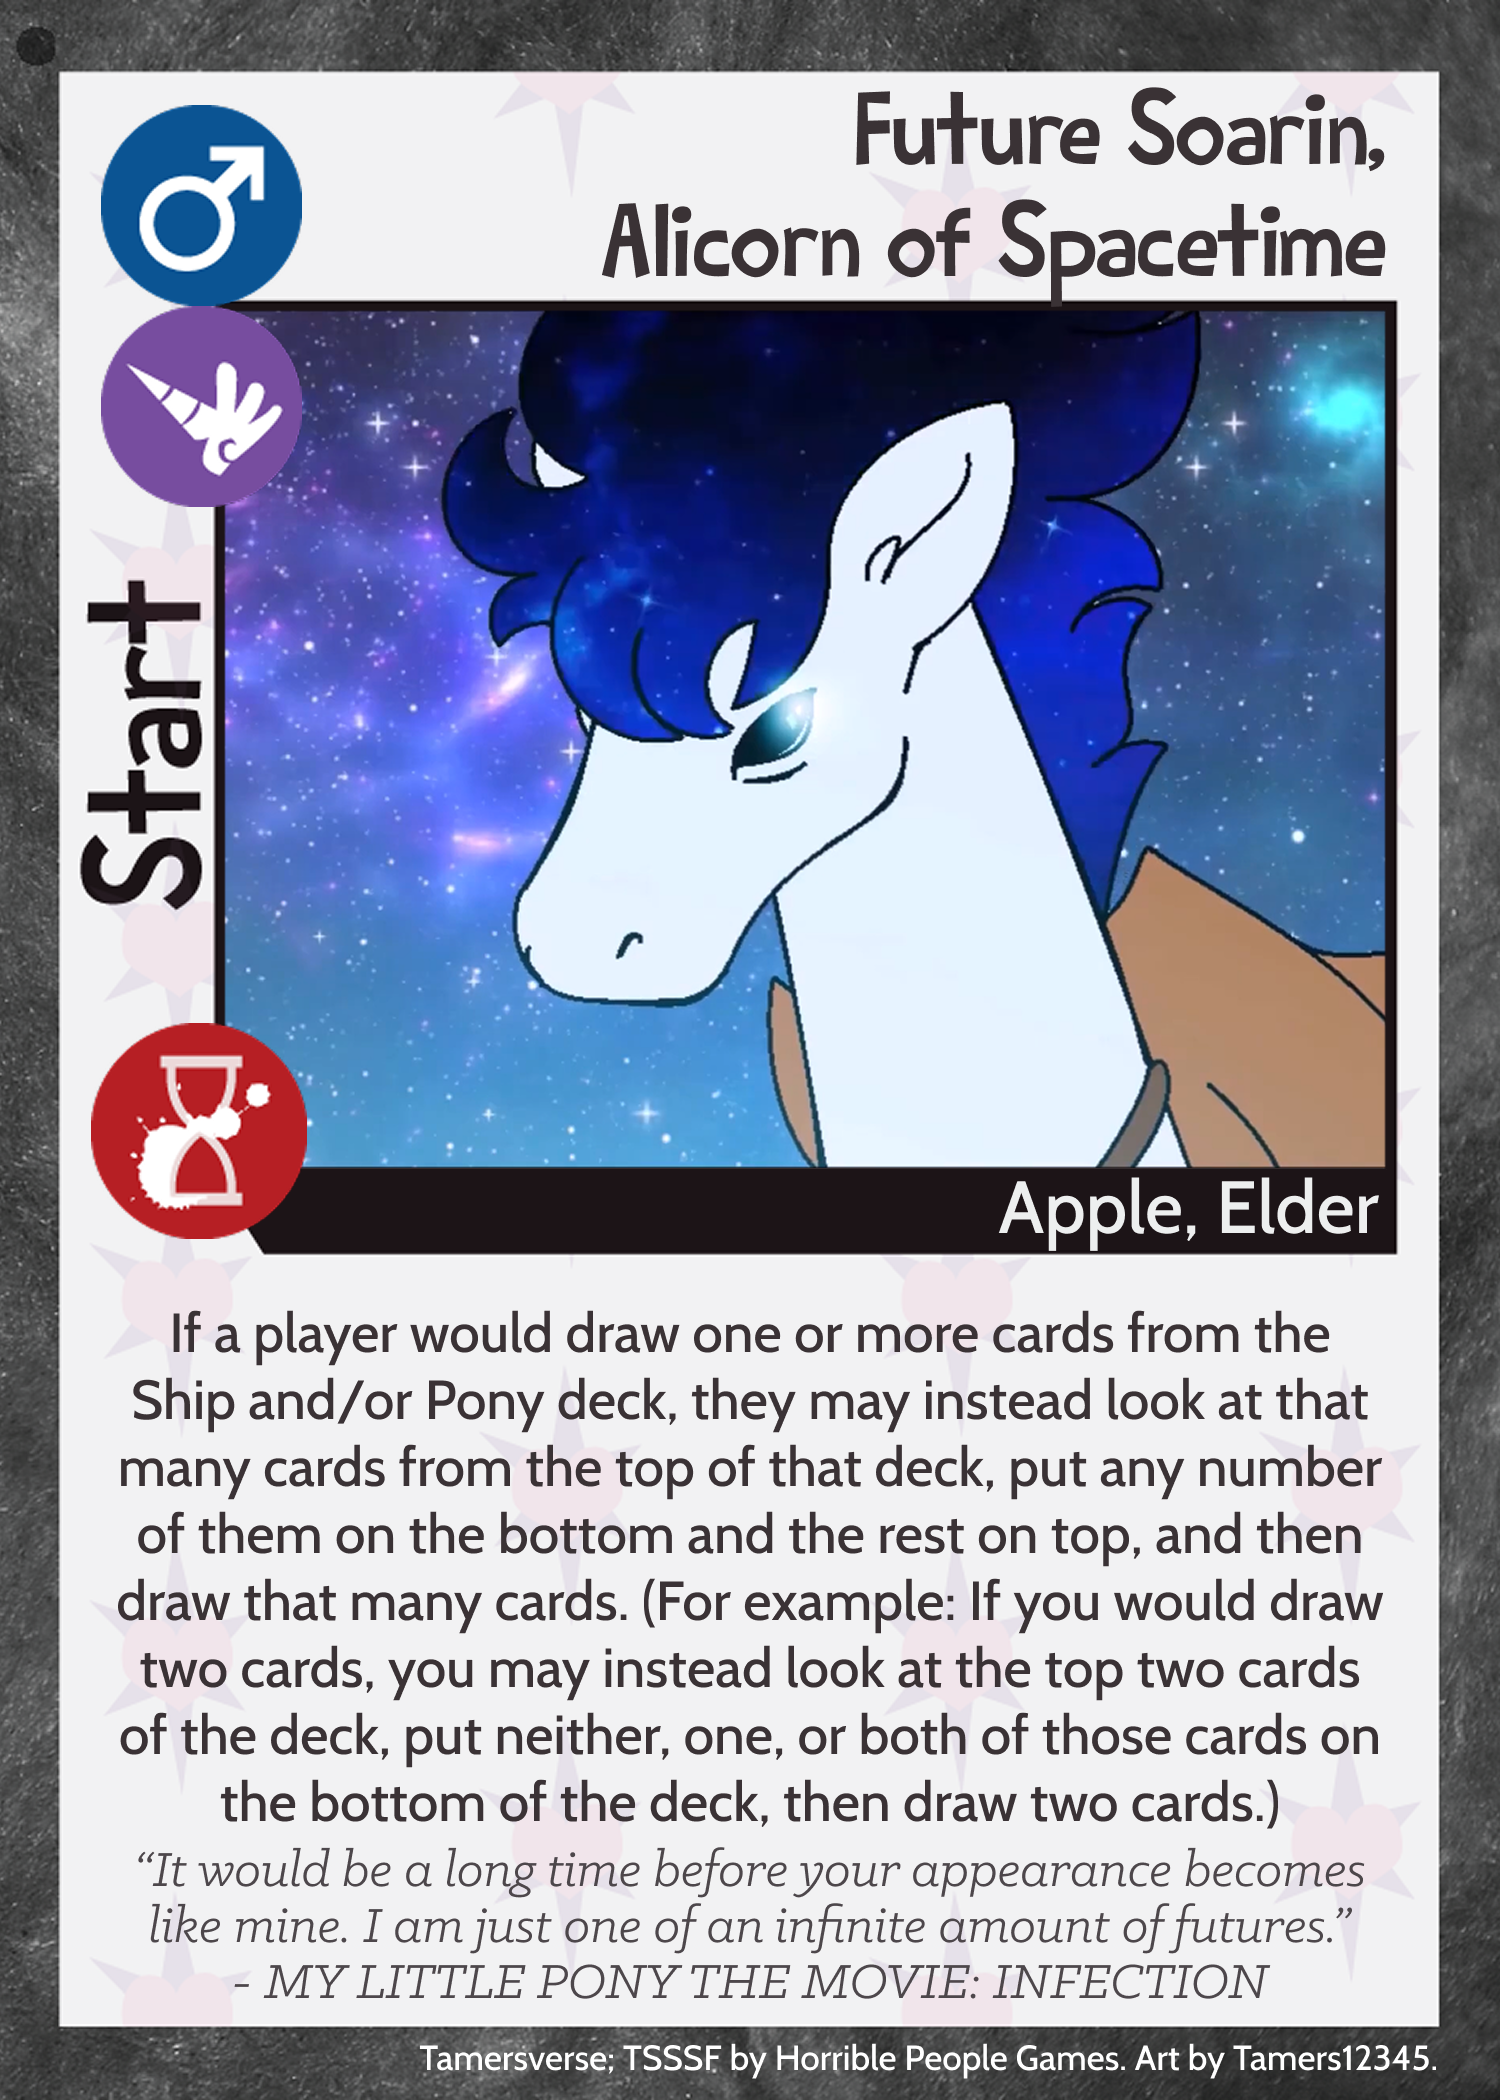 Future Soarin,
Alicorn of Spacetime
Start
Apple, Elder
If a player would draw one or more cards from the
Ship and/or Pony deck, they may instead look at that
many cards from the top of that deck, put any number
of them on the bottom and the rest on top, and then
draw that many cards. (For example: If you would draw
two cards, you may instead look at the top two cards
of the deck, put neither, one, or both of those cards on
the bottom of the deck, then draw two cards.)
“It would be a long time before your appearance becomes
like mine. I am just one of an infinite amount of futures.”
- MY LITTLE PONY THE MOVIE: INFECTION
Tamersverse; TSSSF by Horrible People Games. Art by Tamers12345.